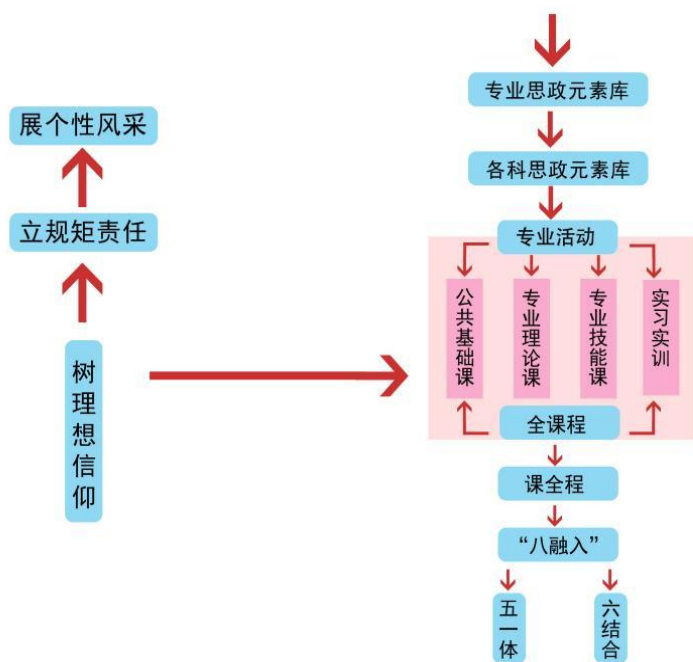 展个性风采
立规矩责任
树理想信仰
专业思政元素库
各科思政元素库
专业活动
公共基础课
专业理论课
专业技能课
实习实训
全课程
课全程
“八融入”
五一体
六结合